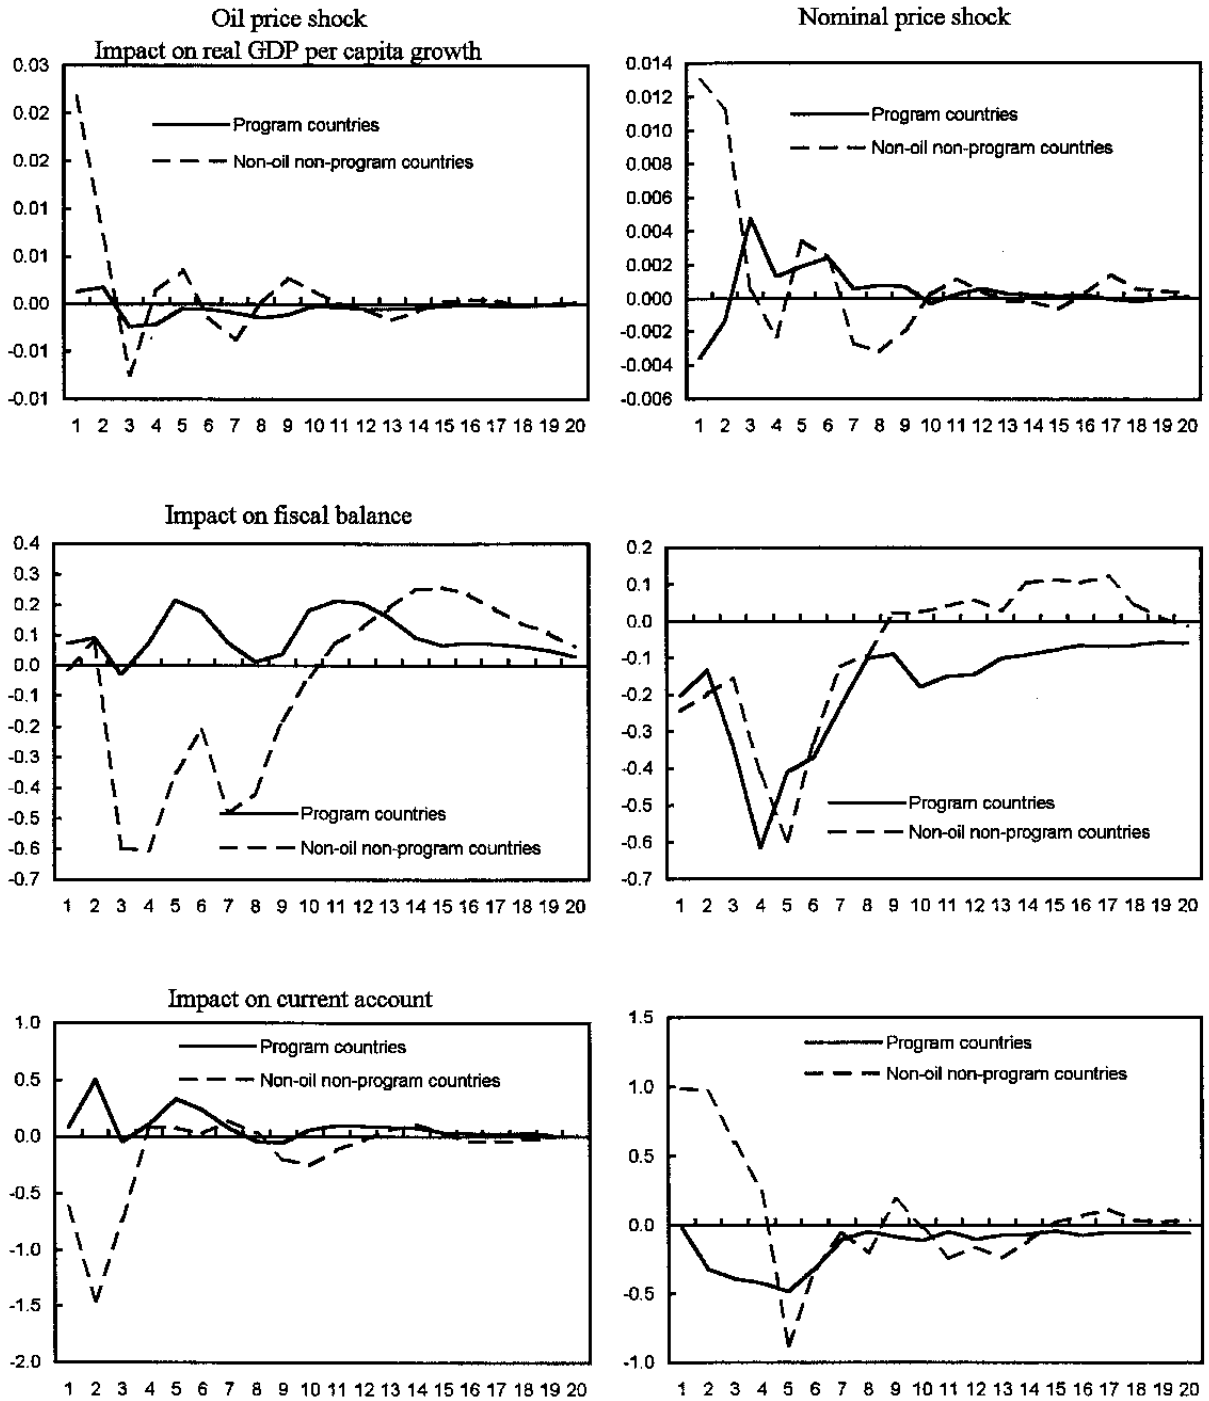 Oil price shock
Impact on real GDP per capita growth
0.03
0.02
0.02
0.01
0.01
0.00
-0.01
-0.01
Program countries
Non-oil non-program countries
1 2 3 4 5 6 7 8 9 10 11 12 13 14 15 16 17 18 19 20
Nominal price shock
0.014
0.012
0.010
0.008
0.006
0.004
0.002
0.000
-0.002
-0.004
-0.006
Program countries
Non-oil non-program countries
1 2 3 4 5 6 7 8 9 10 11 12 13 14 15 16 17 18 19 20
Impact on fiscal balance
0.4
0.3
0.2
0.1
0.0
-0.1
-0.2
-0.3
-0.4
-0.5
-0.6
-0.7
Program countries
Non-oil non-program countries
1 2 3 4 5 6 7 8 9 10 11 12 13 14 15 16 17 18 19 20
0.2
0.1
0.0
-0.1
-0.2
-0.3
-0.4
-0.5
-0.6
-0.7
Program countries
Non-oil non-program countries
1 2 3 4 5 6 7 8 9 10 11 12 13 14 15 16 17 18 19 20
Impact on current account
1.0
0.5
0.0
-0.5
-1.0
-1.5
-2.0
Program countries
Non-oil non-program countries
1 2 3 4 5 6 7 8 9 10 11 12 13 14 15 16 17 18 19 20
1.5
1.0
0.5
0.0
-0.5
-1.0
Program countries
Non-oil non-program countries
1 2 3 4 5 6 7 8 9 10 11 12 13 14 15 16 17 18 19 20